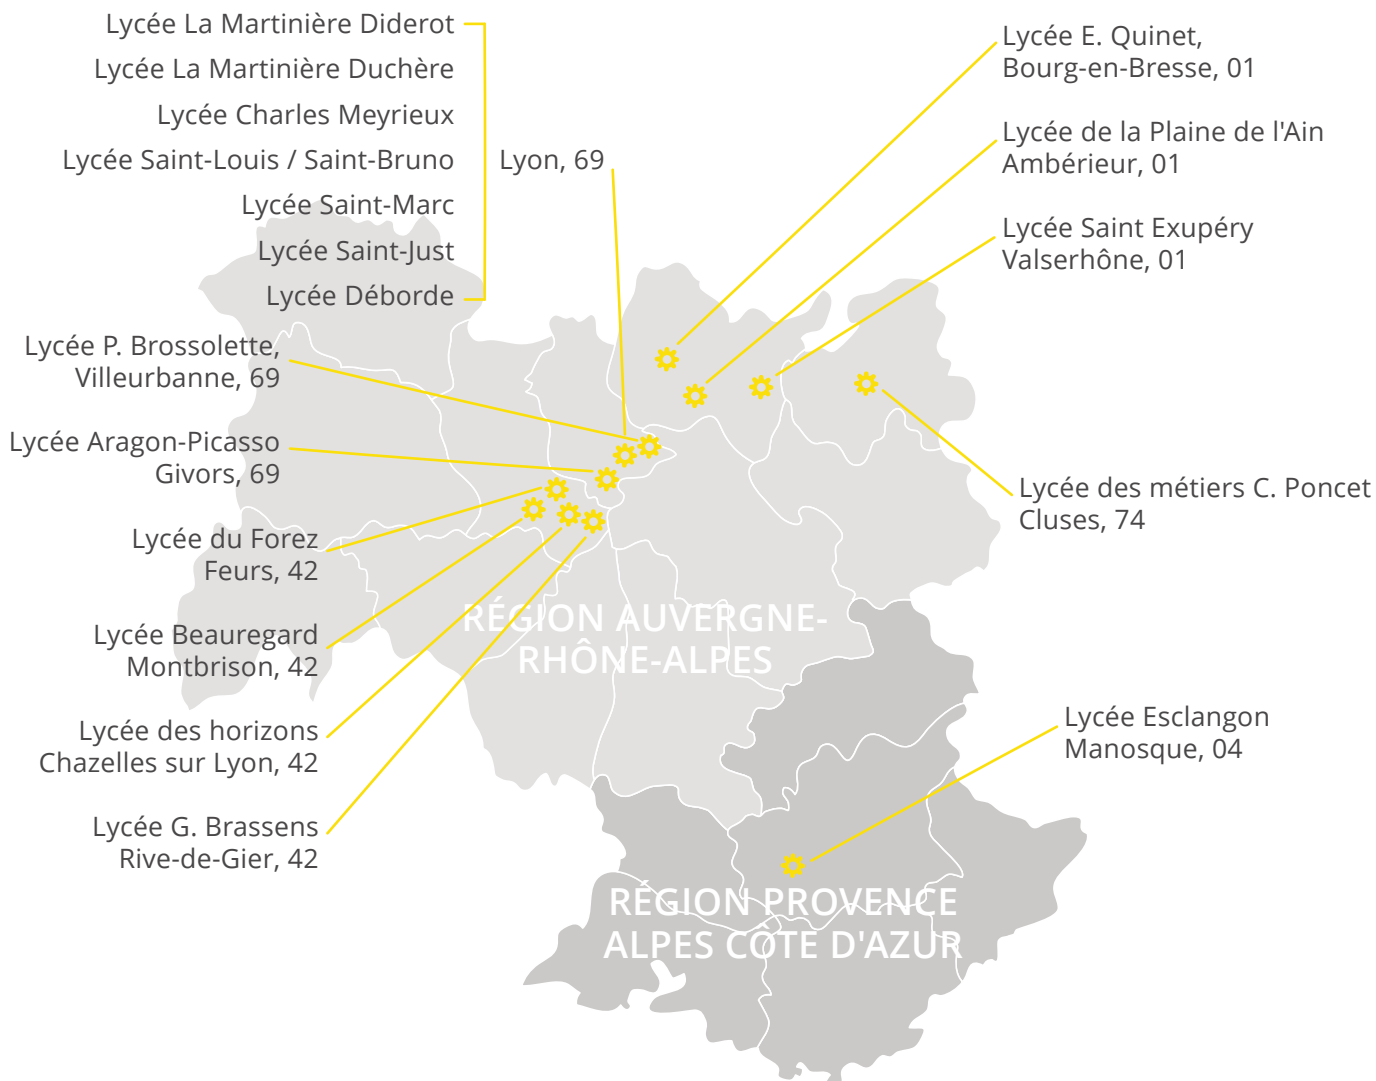 Lycée La Martinière Diderot
Lycée La Martinière Duchère
Lycée Charles Meyrieux
Lycée Saint-Louis / Saint-Bruno
Lycée Saint-Marc
Lycée Saint-Just
Lycée Déborde
Lyon, 69
Lycée P. Brossolette,
Villeurbanne, 69
Lycée Aragon-Picasso
Givors, 69
Lycée du Forez
Feurs, 42
Lycée Beauregard
Montbrison, 42
Lycée des horizons
Chazelles sur Lyon, 42
Lycée G. Brassens
Rive-de-Gier, 42
Lycée E. Quinet,
Bourg-en-Bresse, 01
Lycée de la Plaine de l'Ain
Ambérieur, 01
Lycée Saint Exupéry
Valserhône, 01
Lycée des métiers C. Poncet
Cluses, 74
Lycée Esclangon
Manosque, 04
RÉGION AUVERGNE-
RHÔNE-ALPES
RÉGION PROVENCE
ALPES CÔTE D'AZUR